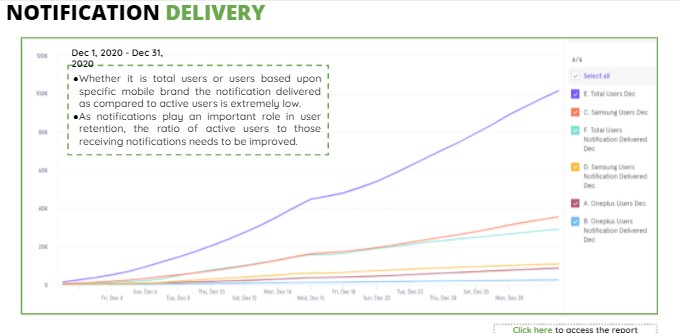 NOTIFICATION DELIVERY
Dec 1, 2020 - Dec 31,
2020
●Whether it is total users or users based upon
specific mobile brand the notification delivered
as compared to active users is extremely low.
●As notifications play an important role in user
retention, the ratio of active users to those
receiving notifications needs to be improved.
120K
100K
80K
60K
40K
20K
0
Fri, Dec 4
Sun, Dec 6
Tue, Dec 8
Thu, Dec 10
Sat, Dec 12
Mon, Dec 14
Wed, Dec 16
Fri, Dec 18
Sun, Dec 20
Tue, Dec 22
Thu, Dec 24
Sat, Dec 26
Mon, Dec 28
6/6
Select all
E. Total Users Dec
C. Samsung Users Dec
F. Total Users
Notification Delivered
Dec
D. Samsung Users
Notification Delivered
Dec
A. Oneplus Users Dec
B. Oneplus Users
Notification Delivered
Dec
Click here to access the report